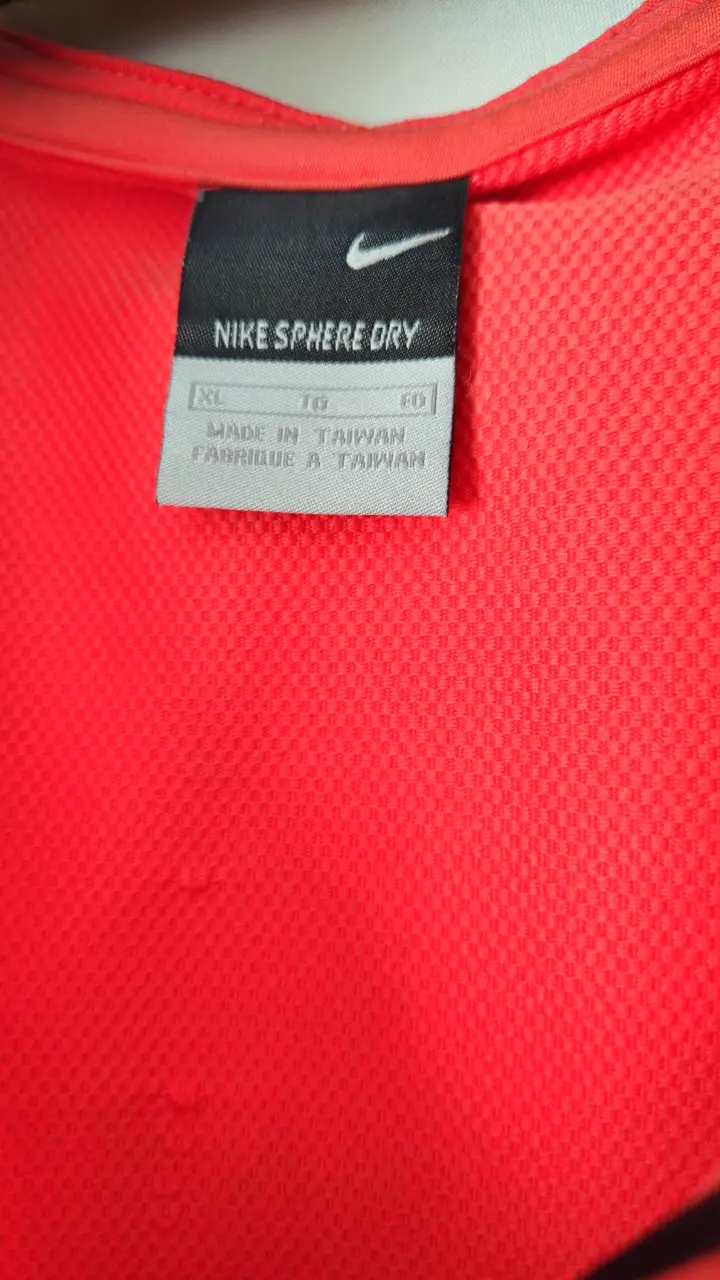 NIKE SPHERE DRY
XL TG EG
MADE IN TAIWAN
FABRIQUE A TAIWAN